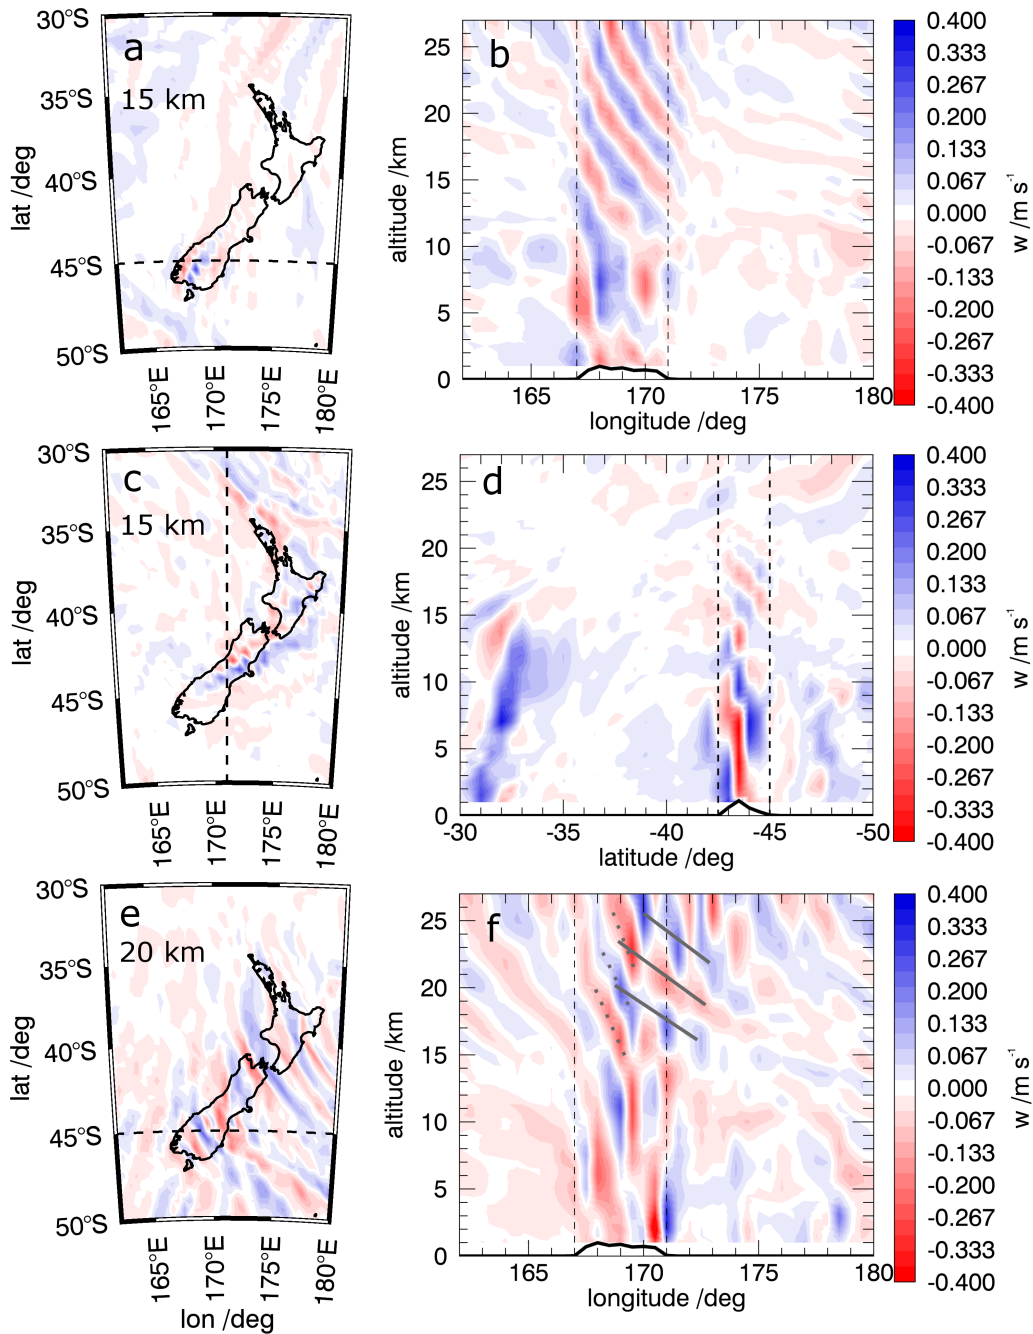 a
15 km
30°S
35°S
40°S
45°S
50°S
lat /deg
165°E
170°E
175°E
180°E
b
25
20
15
10
5
0
altitude /km
165
170
175
180
longitude /deg
0.400
0.333
0.267
0.200
0.133
0.067
0.000
-0.067
-0.133
-0.200
-0.267
-0.333
-0.400
w /m s⁻¹
c
15 km
30°S
35°S
40°S
45°S
50°S
lat /deg
165°E
170°E
175°E
180°E
d
25
20
15
10
5
0
altitude /km
-30
-35
-40
-45
-50
latitude /deg
0.400
0.333
0.267
0.200
0.133
0.067
0.000
-0.067
-0.133
-0.200
-0.267
-0.333
-0.400
w /m s⁻¹
e
20 km
30°S
35°S
40°S
45°S
50°S
lat /deg
165°E
170°E
175°E
180°E
lon /deg
f
25
20
15
10
5
0
altitude /km
165
170
175
180
longitude /deg
0.400
0.333
0.267
0.200
0.133
0.067
0.000
-0.067
-0.133
-0.200
-0.267
-0.333
-0.400
w /m s⁻¹